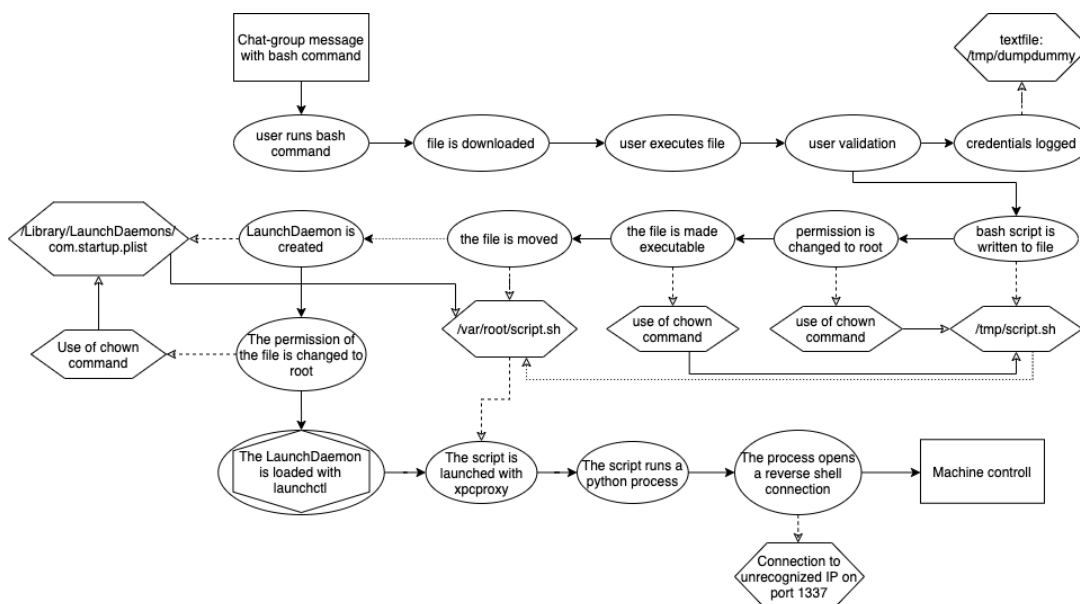 Chat-group message
with bash command
textfile:
/tmp/dumpdummy
user runs bash
command
file is downloaded
user executes file
user validation
credentials logged
/Library/LaunchDaemons/
com.startup.plist
LaunchDaemon is
created
the file is moved
the file is made
executable
permission
is changed to root
bash script is
written to file
Use of chown
command
The permission of
the file is changed to
root
/var/root/script.sh
use of chown
command
use of chown
command
/tmp/script.sh
The LaunchDaemon
is loaded with
launchctl
The script is
launched with
xpcproxy
The script runs a
python process
The process opens
a reverse shell
connection
Machine controll
Connection to
unrecognized IP on
port 1337